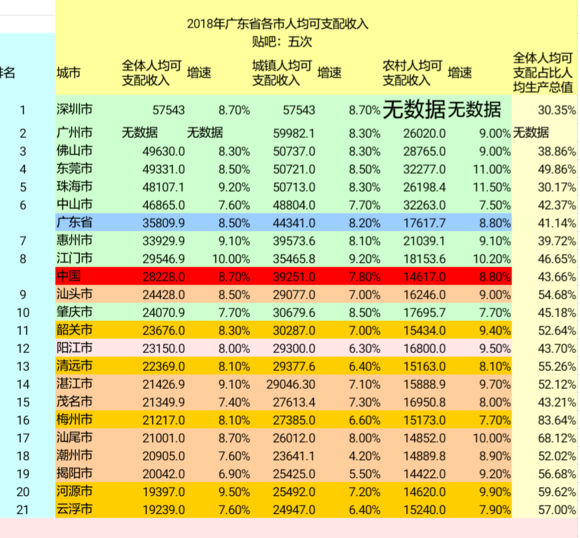 2018年广东省各市人均可支配收入
贴吧：五次
排名 城市 全体人均可支配收入 增速 城镇人均可支配收入 增速 农村人均可支配收入 增速 全体人均可支配占比人均生产总值
1 深圳市 57543 8.70% 57543 8.70% 无数据 无数据 30.35%
2 广州市 无数据 无数据 59982.1 8.30% 26020.0 9.00% 无数据
3 佛山市 49630.0 8.30% 50737.0 8.30% 28765.0 9.00% 38.86%
4 东莞市 49331.0 8.50% 50721.0 8.50% 32277.0 11.00% 49.86%
5 珠海市 48107.1 9.20% 50713.0 8.30% 26198.4 11.50% 30.17%
6 中山市 46865.0 7.60% 48804.0 7.70% 32263.0 7.50% 42.37%
广东省 35809.9 8.50% 44341.0 8.20% 17617.7 8.80% 41.14%
7 惠州市 33929.9 9.10% 39573.6 8.10% 21039.1 9.10% 39.72%
8 江门市 29546.9 10.00% 35465.8 9.20% 18153.6 10.20% 46.65%
中国 28228.0 8.70% 39251.0 7.80% 14617.0 8.80% 43.66%
9 汕头市 24428.0 8.50% 29077.0 7.00% 16246.0 9.00% 54.68%
10 肇庆市 24070.9 7.70% 30679.6 8.50% 17695.7 7.70% 45.18%
11 韶关市 23676.0 8.30% 30287.0 7.00% 15434.0 9.40% 52.64%
12 阳江市 23150.0 8.00% 29300.0 6.30% 16800.0 9.50% 43.70%
13 清远市 22369.0 8.10% 29377.6 6.40% 15163.0 8.10% 55.26%
14 湛江市 21426.9 9.10% 29046.30 7.10% 15888.9 9.70% 52.12%
15 茂名市 21349.9 7.40% 27613.4 7.30% 16950.8 8.00% 43.21%
16 梅州市 21217.0 8.10% 27385.0 6.60% 15173.0 7.70% 83.64%
17 汕尾市 21001.0 8.70% 26012.0 8.00% 14852.0 10.00% 68.12%
18 潮州市 20905.0 7.60% 23641.1 4.20% 14889.8 8.90% 52.02%
19 揭阳市 20042.0 6.90% 25425.0 5.50% 14422.0 9.20% 56.68%
20 河源市 19397.0 9.50% 25492.0 7.20% 14620.0 9.90% 59.62%
21 云浮市 19239.0 7.60% 24947.0 6.40% 15240.0 7.90% 57.00%